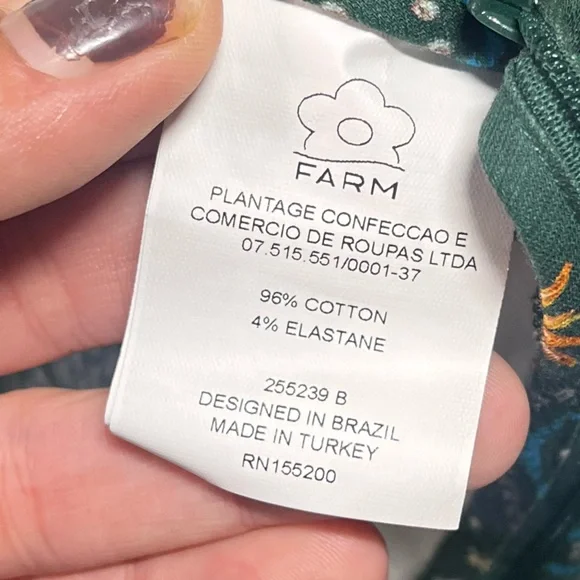 FARM
PLANTAGE CONFECCAO E
COMERCIO DE ROUPAS LTDA
07.515.551/0001-37
96% COTTON
4% ELASTANE
255239 B
DESIGNED IN BRAZIL
MADE IN TURKEY
RN155200